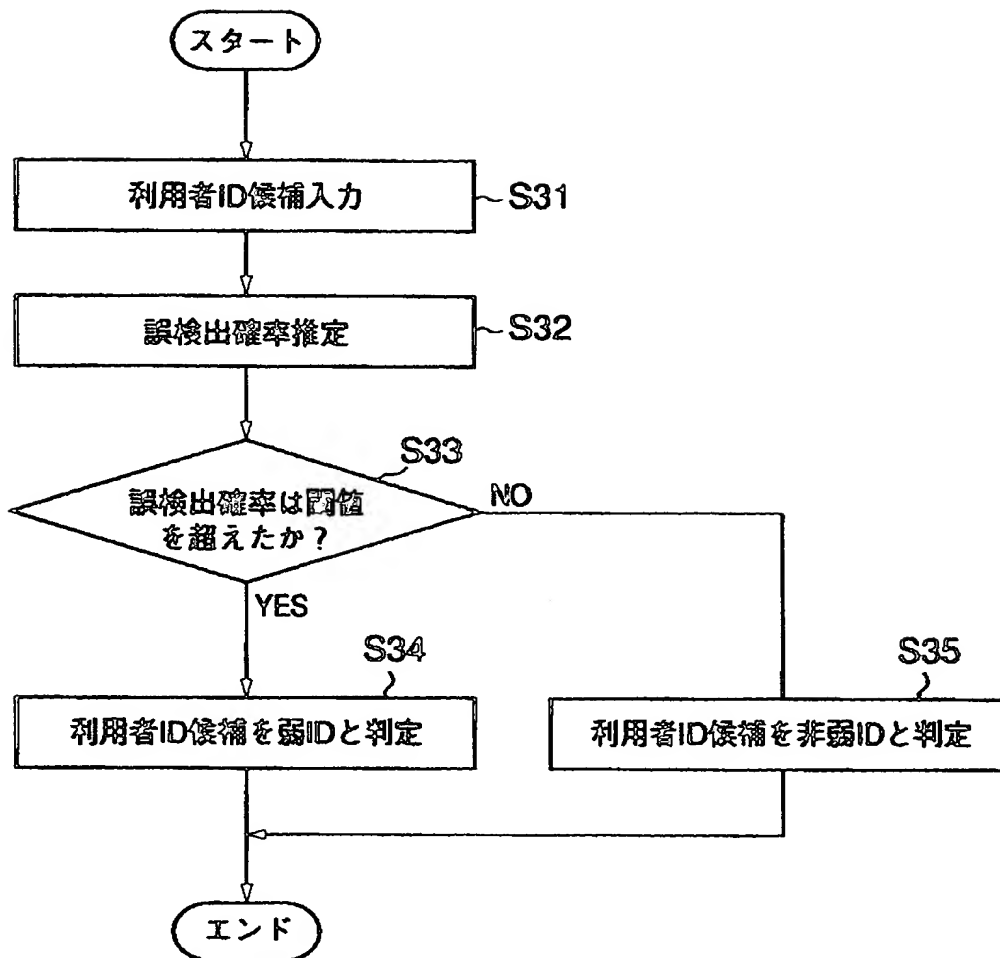 スタート
利用者ID候補入力
S31
誤検出確率推定
S32
S33
誤検出確率は閾値
を超えたか？
NO
YES
S34
利用者ID候補を弱IDと判定
S35
利用者ID候補を非弱IDと判定
エンド